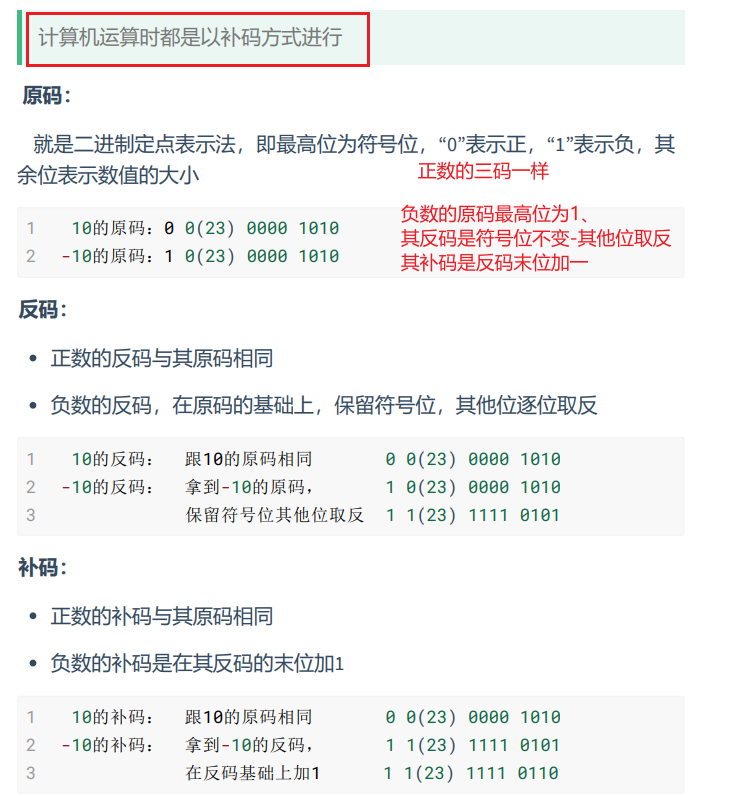 计算机运算时都是以补码方式进行
原码：
就是二进制定点表示法，即最高位为符号位，“0”表示正，“1”表示负，其
余位表示数值的大小
正数的三码一样
负数的原码最高位为1、
其反码是符号位不变-其他位取反
其补码是反码末位加一
1 10的原码：0 0(23) 0000 1010
2 -10的原码：1 0(23) 0000 1010
反码：
• 正数的反码与其原码相同
• 负数的反码，在原码的基础上，保留符号位，其他位逐位取反
1 10的反码： 跟10的原码相同 0 0(23) 0000 1010
2 -10的反码： 拿到-10的原码， 1 0(23) 0000 1010
3 保留符号位其他位取反 1 1(23) 1111 0101
补码：
• 正数的补码与其原码相同
• 负数的补码是在其反码的末位加1
1 10的补码： 跟10的原码相同 0 0(23) 0000 1010
2 -10的补码： 拿到-10的反码， 1 1(23) 1111 0101
3 在反码基础上加1 1 1(23) 1111 0110